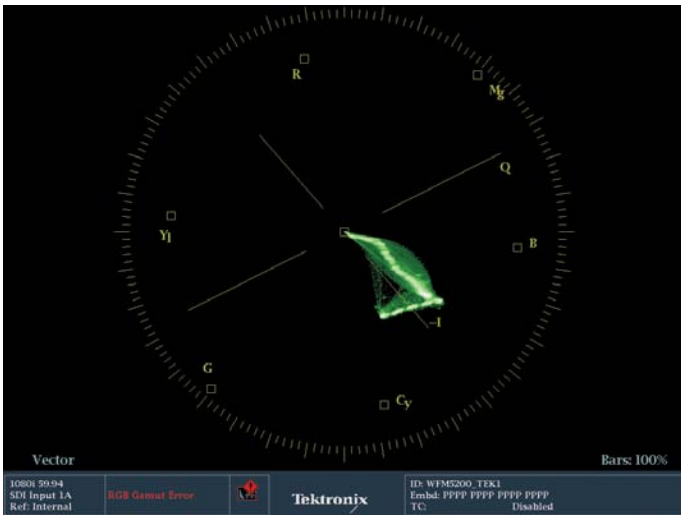 R
Mg
Q
Yl
B
-I
G
Cy
Vector
Bars: 100%
1080i 59.94
SDI Input 1A
Ref: Internal
RGB Gamut Error
Tektronix
ID: WFM5200_TEK1
Embd: PPPP PPPP PPPP PPPP
TC: Disabled